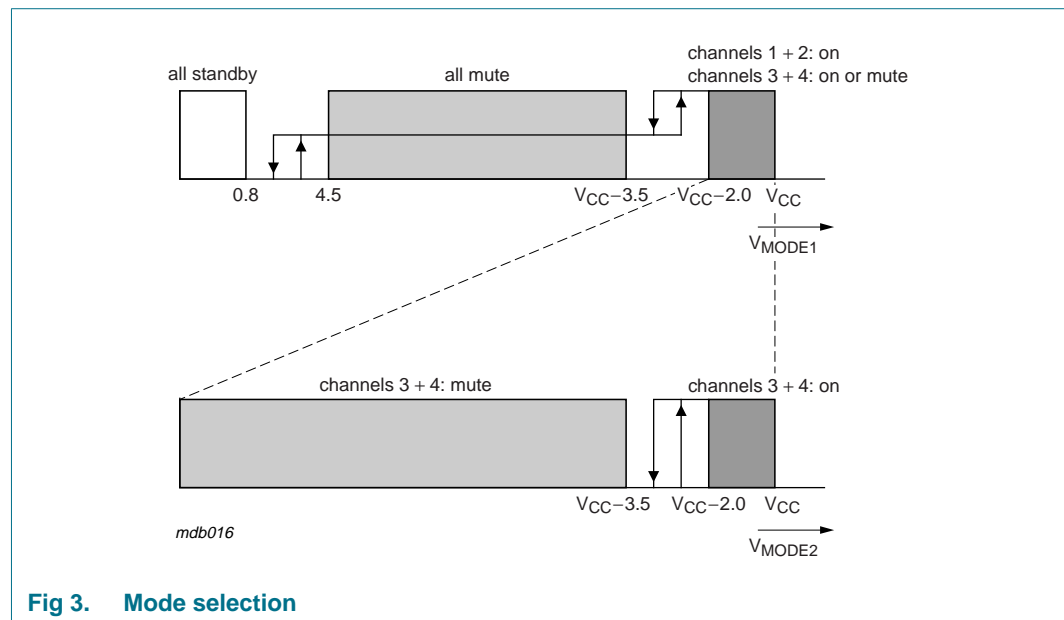 channels 1 + 2: on
all standby all mute channels 3 + 4: on or mute
0.8 4.5 VCC−3.5 VCC−2.0 VCC
VMODE1
channels 3 + 4: mute channels 3 + 4: on
VCC−3.5 VCC−2.0 VCC
mdb016
VMODE2
Fig 3. Mode selection